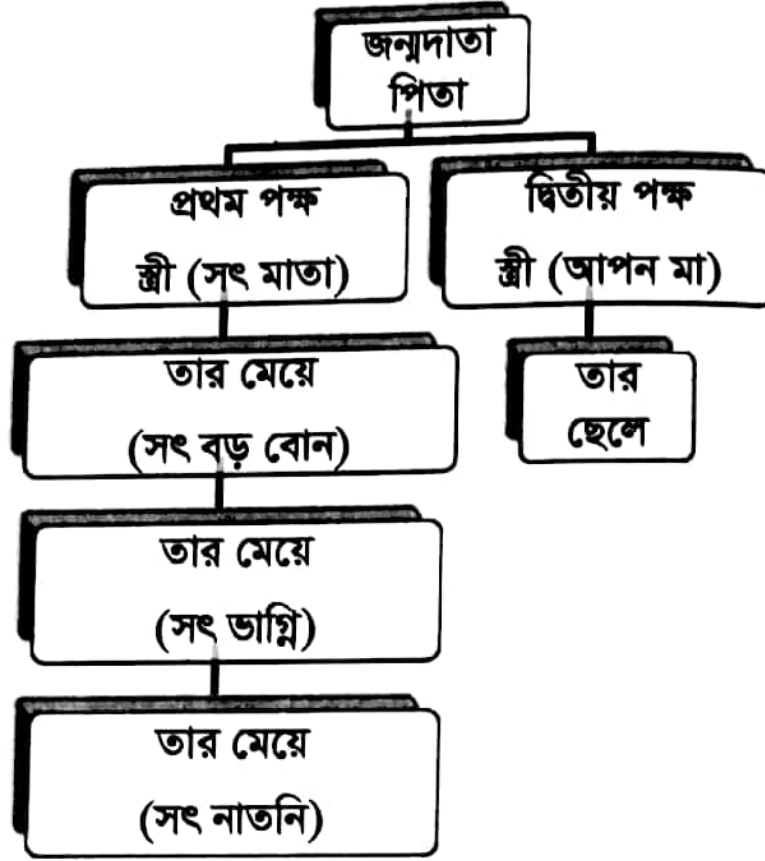 জন্মদাতা
পিতা
প্রথম পক্ষ
স্ত্রী (সৎ মাতা)
দ্বিতীয় পক্ষ
স্ত্রী (আপন মা)
তার মেয়ে
(সৎ বড় বোন)
তার
ছেলে
তার মেয়ে
(সৎ ভাগ্নি)
তার মেয়ে
(সৎ নাতনি)